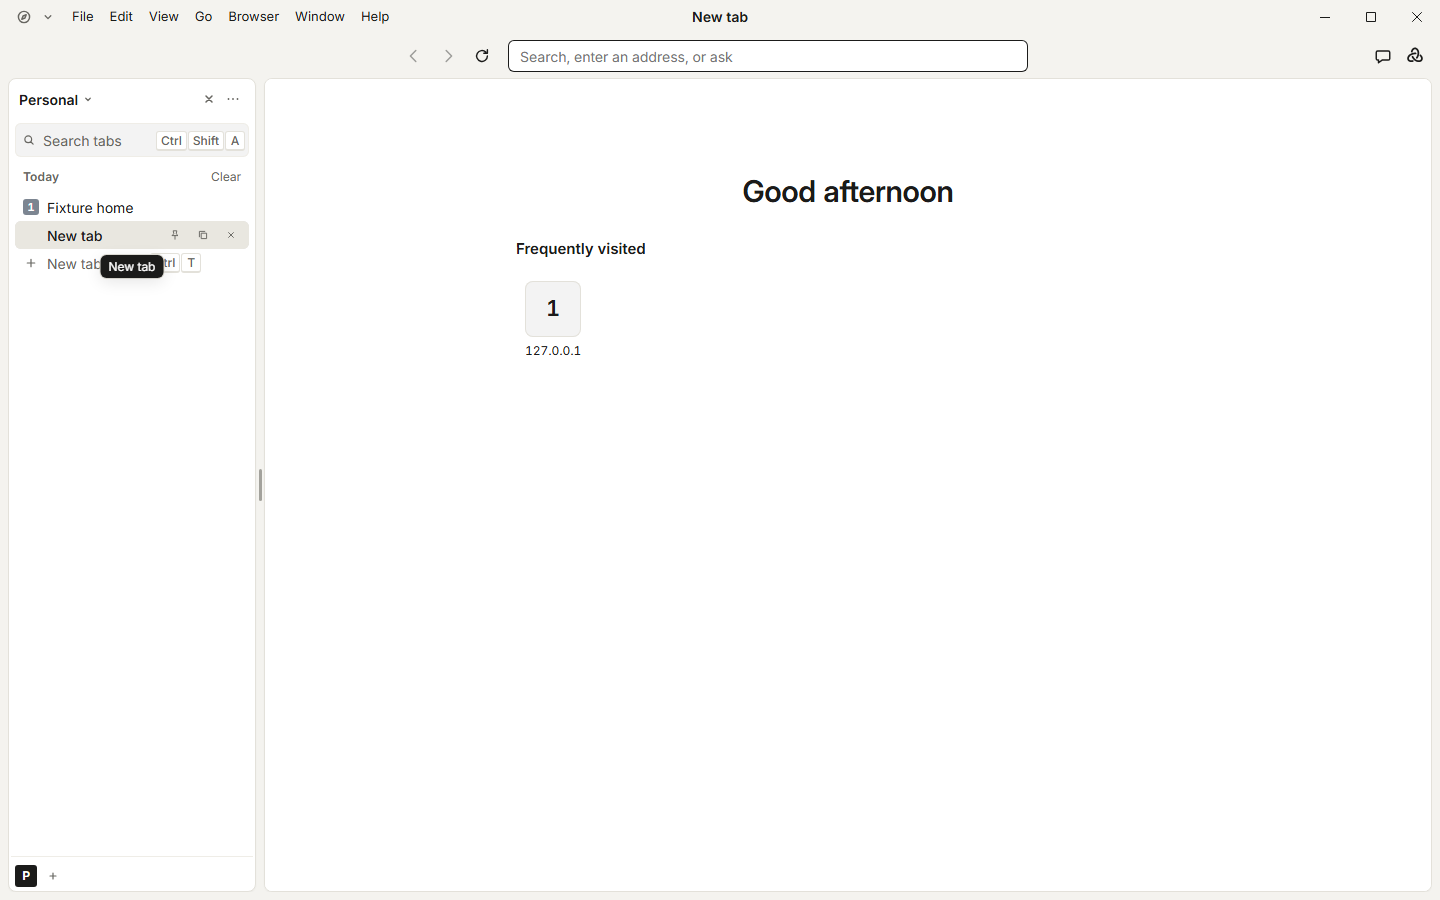 File Edit View Go Browser Window Help
New tab
Search, enter an address, or ask
Personal
Search tabs Ctrl Shift A
Today Clear
1 Fixture home
New tab
New tab T
New tab
Good afternoon
Frequently visited
1
127.0.0.1
P